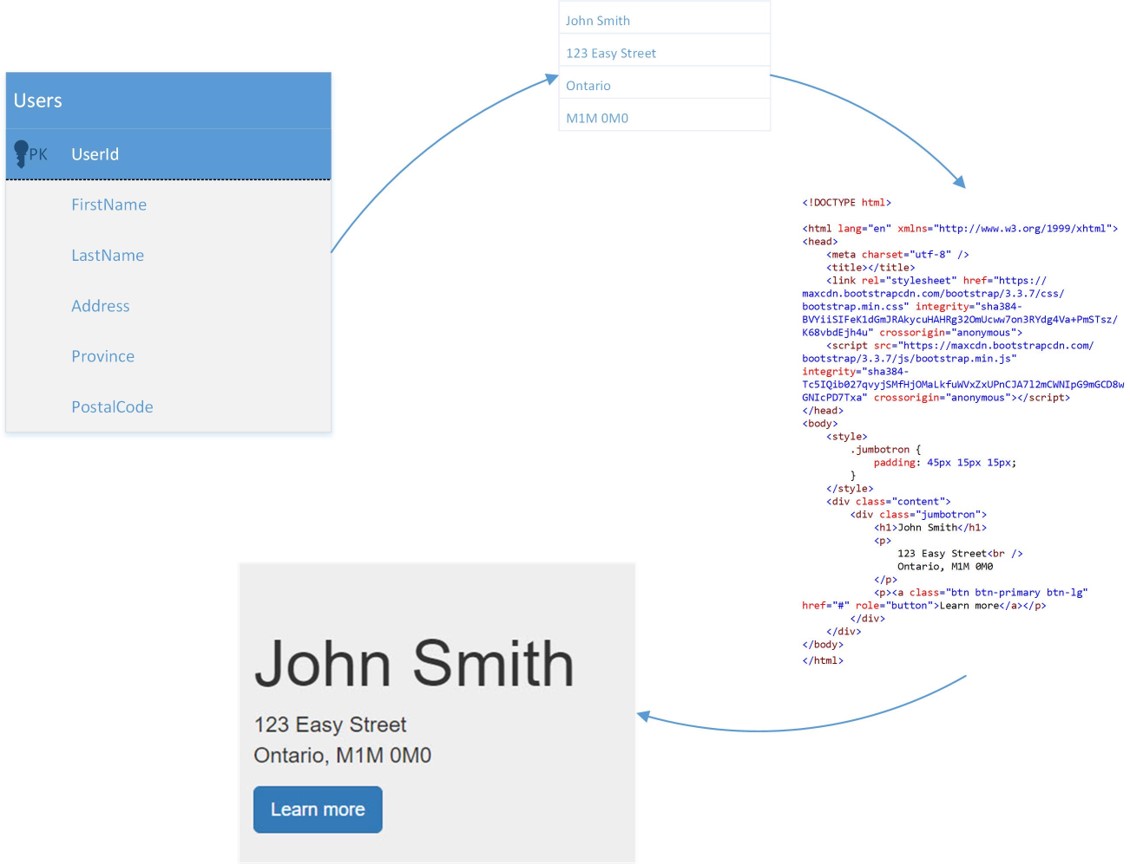 Users
PK UserId
FirstName
LastName
Address
Province
PostalCode
John Smith
123 Easy Street
Ontario
M1M 0M0
<!DOCTYPE html>
<html lang="en" xmlns="http://www.w3.org/1999/xhtml">
<head>
<meta charset="utf-8" />
<title></title>
<link rel="stylesheet" href="https://
maxcdn.bootstrapcdn.com/bootstrap/3.3.7/css/
bootstrap.min.css" integrity="sha384-
BVYiiSIFeK1dGmJRAkycuHAHRg32OmUcww7on3RYdg4Va+PmSTsz/
K68vbdEjh4u" crossorigin="anonymous">
<script src="https://maxcdn.bootstrapcdn.com/
bootstrap/3.3.7/js/bootstrap.min.js"
integrity="sha384-
Tc5IQib027qvyjSMfHjOMaLkfuWVxZxUPnCJA7l2mCWNIpG9mGCD8w
GNIcPD7Txa" crossorigin="anonymous"></script>
</head>
<body>
<style>
.jumbotron {
padding: 45px 15px 15px;
}
</style>
<div class="content">
<div class="jumbotron">
<h1>John Smith</h1>
<p>
123 Easy Street<br />
Ontario, M1M 0M0
</p>
<p><a class="btn btn-primary btn-lg"
href="#" role="button">Learn more</a></p>
</div>
</div>
</body>
</html>
John Smith
123 Easy Street
Ontario, M1M 0M0
Learn more